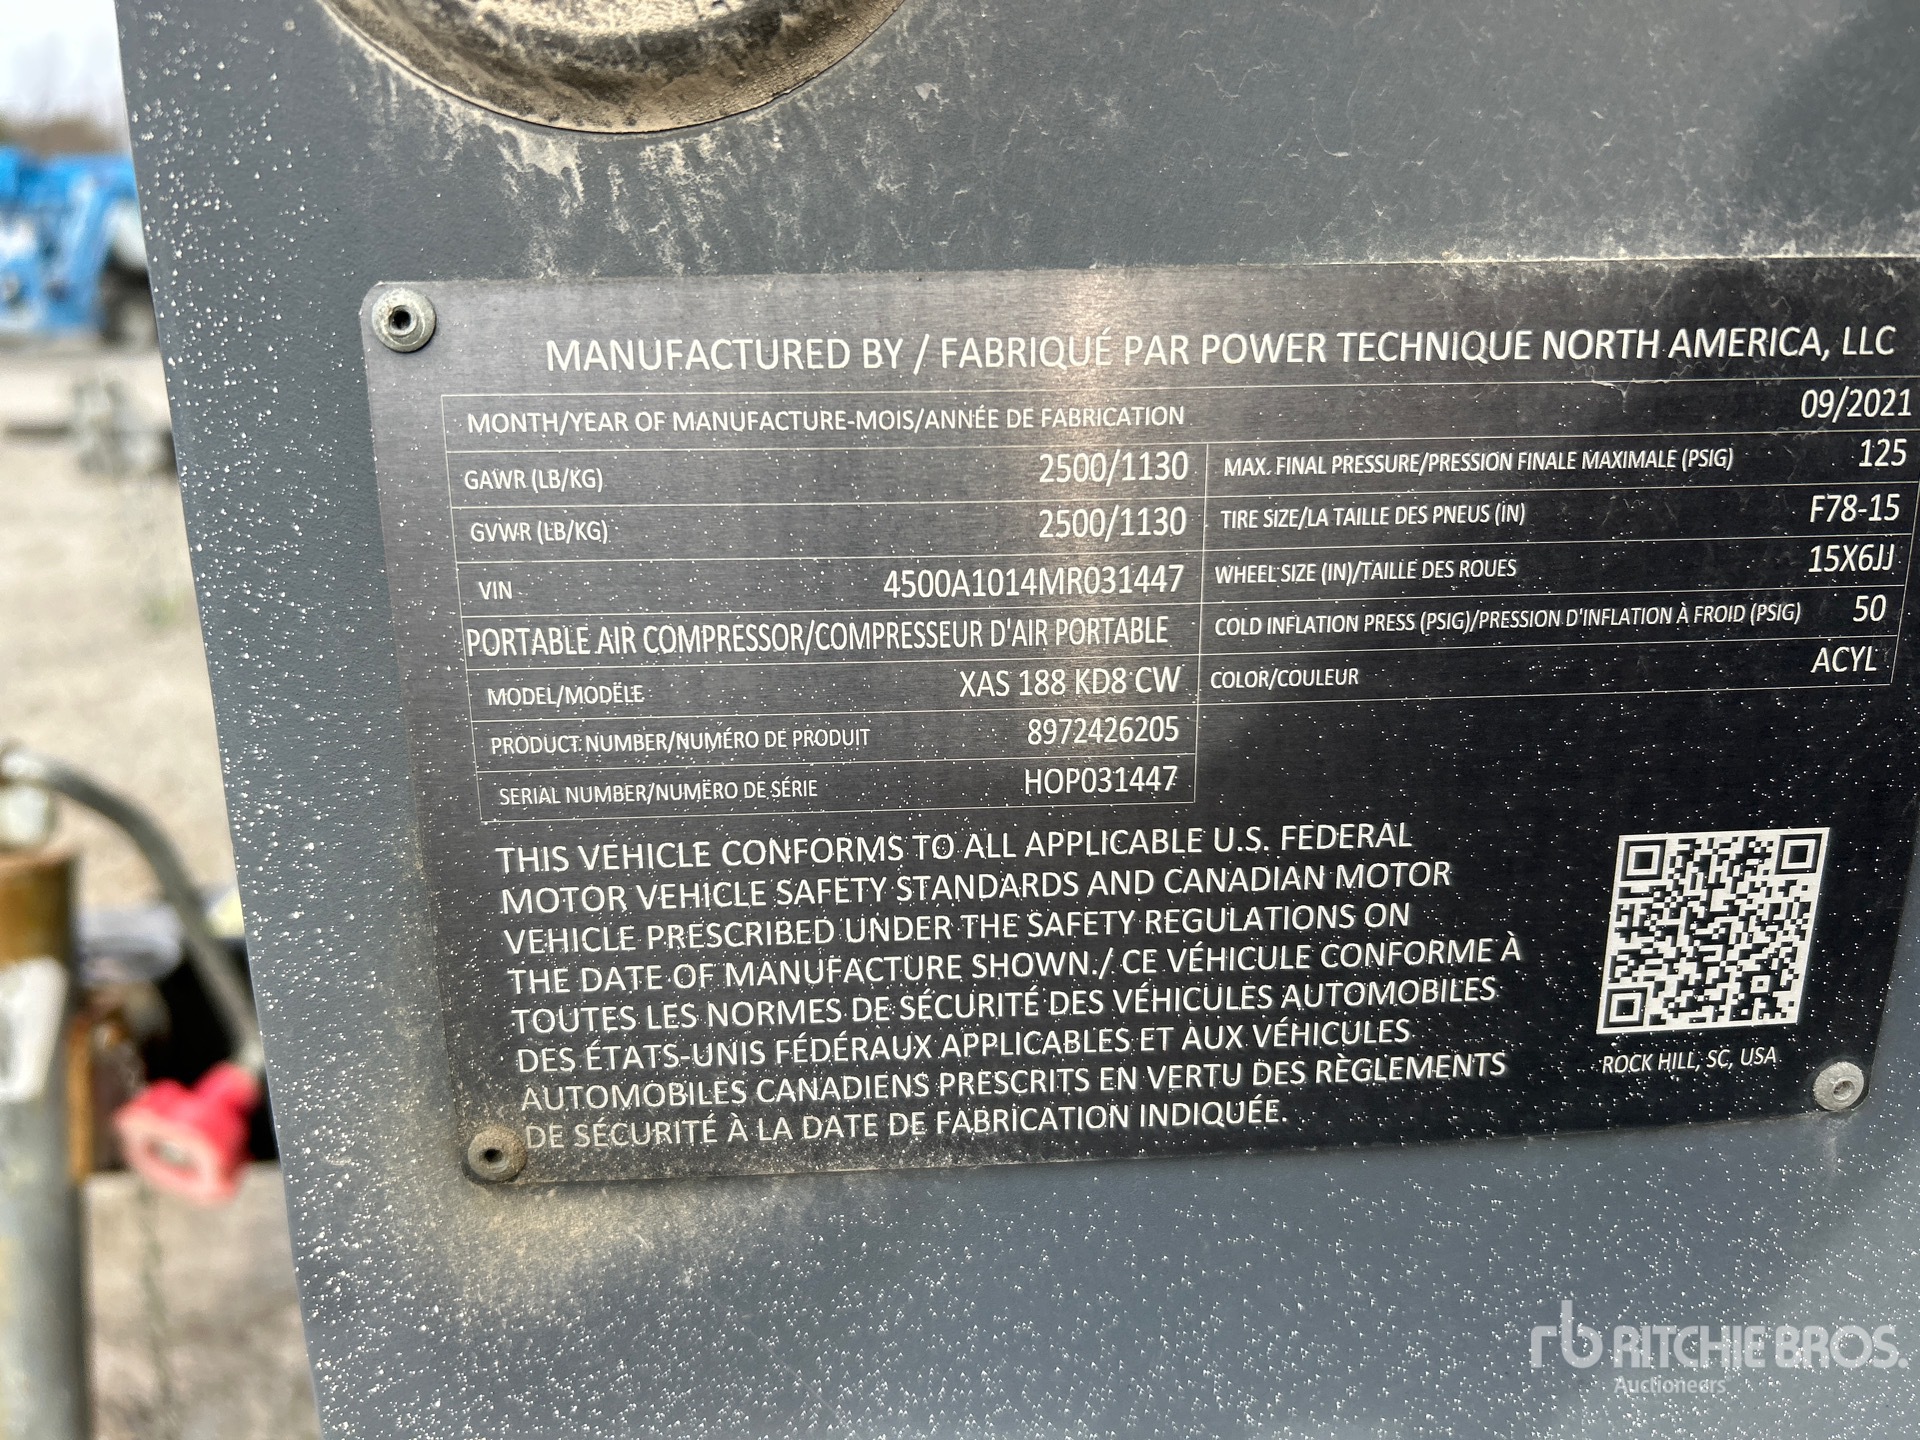 MANUFACTURED BY / FABRIQUÉ PAR POWER TECHNIQUE NORTH AMERICA, LLC
MONTH/YEAR OF MANUFACTURE-MOIS/ANNÉE DE FABRICATION 09/2021
GAWR (LB/KG) 2500/1130 MAX. FINAL PRESSURE/PRESSION FINALE MAXIMALE (PSIG) 125
GVWR (LB/KG) 2500/1130 TIRE SIZE/LA TAILLE DES PNEUS (IN) F78-15
VIN 4500A1014MR031447 WHEEL SIZE (IN)/TAILLE DES ROUES 15X6JJ
PORTABLE AIR COMPRESSOR/COMPRESSEUR D'AIR PORTABLE COLD INFLATION PRESS (PSIG)/PRESSION D'INFLATION À FROID (PSIG) 50
MODEL/MODÈLE XAS 188 KD8 CW COLOR/COULEUR ACYL
PRODUCT NUMBER/NUMÉRO DE PRODUIT 8972426205
SERIAL NUMBER/NUMÉRO DE SÉRIE HOP031447
THIS VEHICLE CONFORMS TO ALL APPLICABLE U.S. FEDERAL
MOTOR VEHICLE SAFETY STANDARDS AND CANADIAN MOTOR
VEHICLE PRESCRIBED UNDER THE SAFETY REGULATIONS ON
THE DATE OF MANUFACTURE SHOWN./ CE VÉHICULE CONFORME À
TOUTES LES NORMES DE SÉCURITÉ DES VÉHICULES AUTOMOBILES
DES ÉTATS-UNIS FÉDÉRAUX APPLICABLES ET AUX VÉHICULES
AUTOMOBILES CANADIENS PRESCRITS EN VERTU DES RÈGLEMENTS
DE SÉCURITÉ À LA DATE DE FABRICATION INDIQUÉE.
ROCK HILL, SC, USA
rb RITCHIE BROS.
Auctioneers